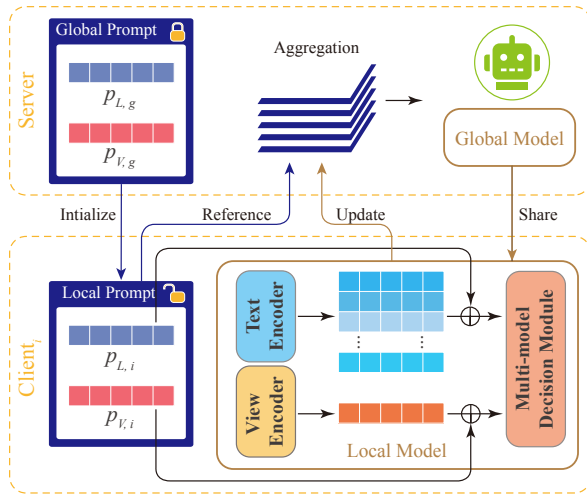 Global Prompt
p_{L, g}
p_{V, g}
Server
Aggregation
Global Model
Intialize
Reference
Update
Share
Client_i
Local Prompt
p_{L, i}
p_{V, i}
Text
Encoder
View
Encoder
Multi-model
Decision Module
Local Model